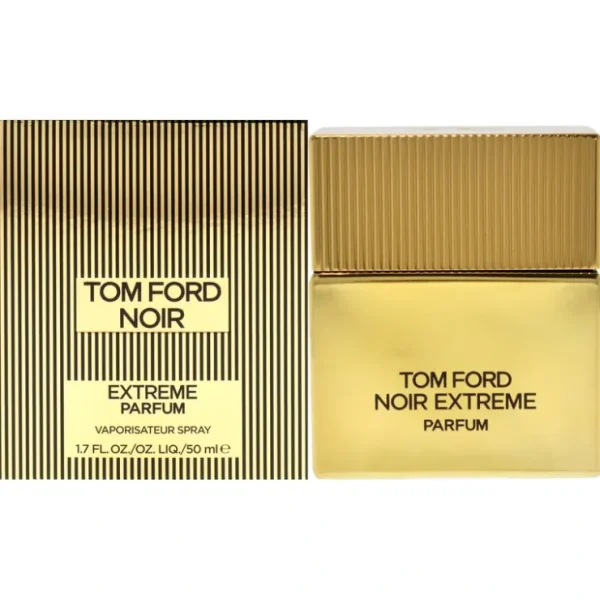 TOM FORD
NOIR
EXTREME
PARFUM
VAPORISATEUR SPRAY
1.7 FL.OZ./OZ. LIQ./50 ml ℮
TOM FORD
NOIR EXTREME
PARFUM